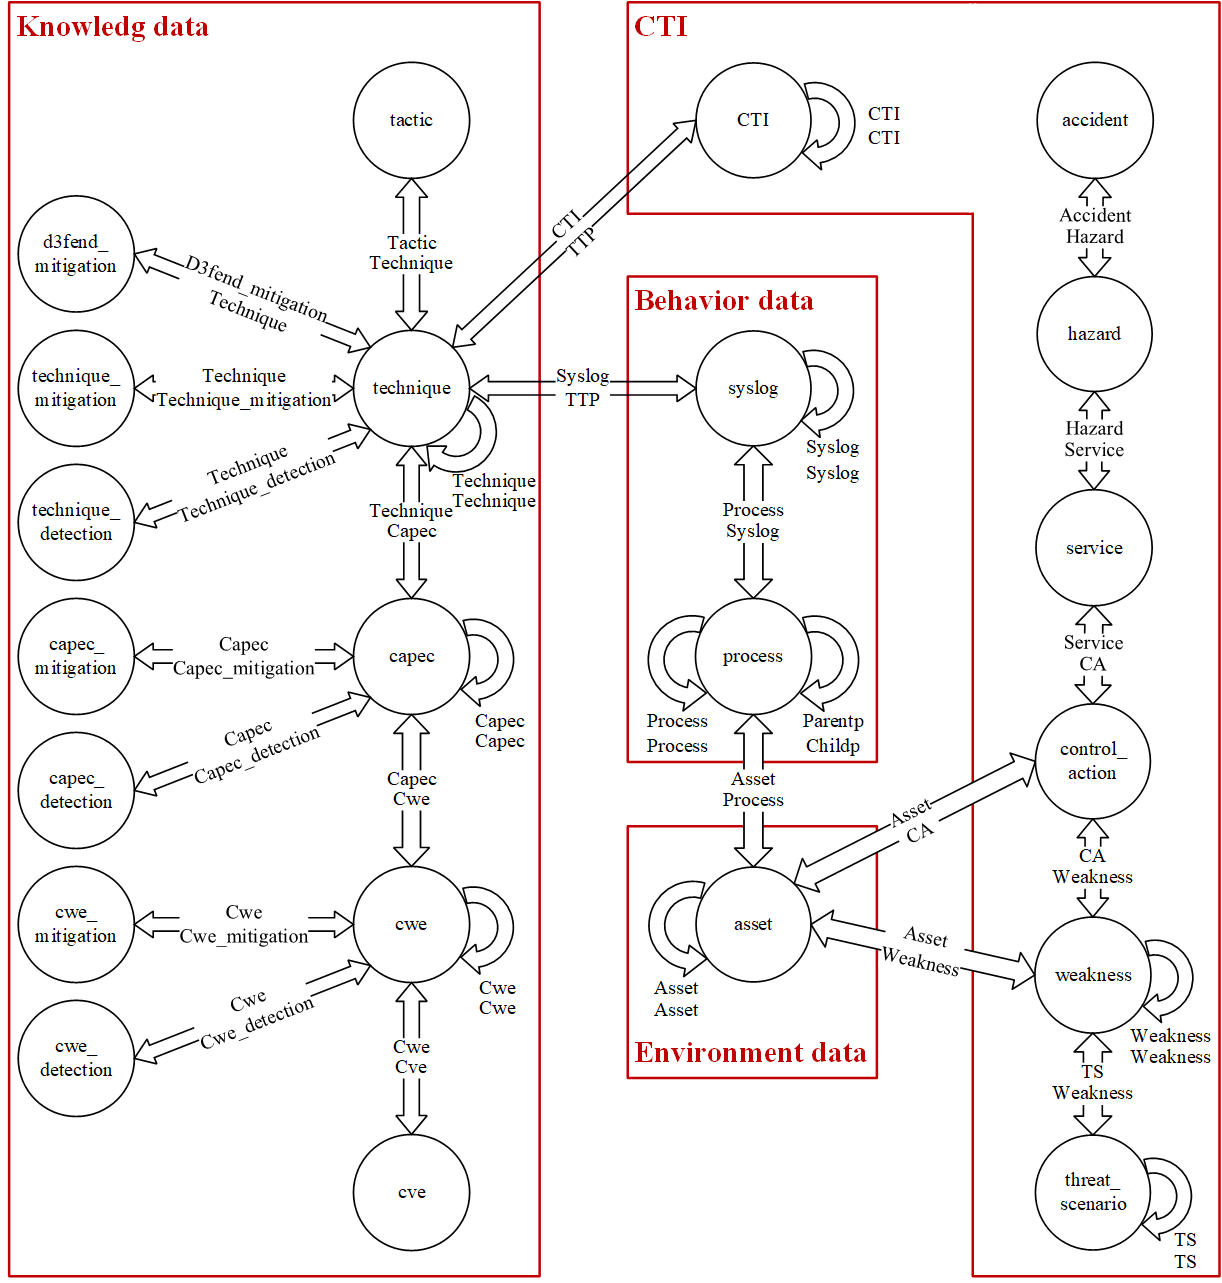 Knowledg data
CTI
tactic
CTI
CTI
CTI
accident
d3fend_
mitigation
Tactic
Technique
CTI
TTP
Accident
Hazard
D3fend_mitigation
Technique
Behavior data
hazard
technique_
mitigation
Technique
Technique_mitigation
technique
Syslog
TTP
syslog
Syslog
Syslog
Hazard
Service
Technique
Technique_detection
Technique
Technique
technique_
detection
Technique
Capec
Process
Syslog
service
capec_
mitigation
Capec
Capec_mitigation
capec
Capec
Capec
process
Process
Process
Parentp
Childp
Service
CA
Capec
Capec_detection
capec_
detection
Capec
Cwe
Asset
Process
control_
action
Asset
CA
CA
Weakness
cwe_
mitigation
Cwe
Cwe_mitigation
cwe
Cwe
Cwe
asset
Asset
Asset
Asset
Weakness
weakness
Weakness
Weakness
Cwe
Cwe_detection
cwe_
detection
Cwe
Cve
Environment data
TS
Weakness
cve
threat_
scenario
TS
TS